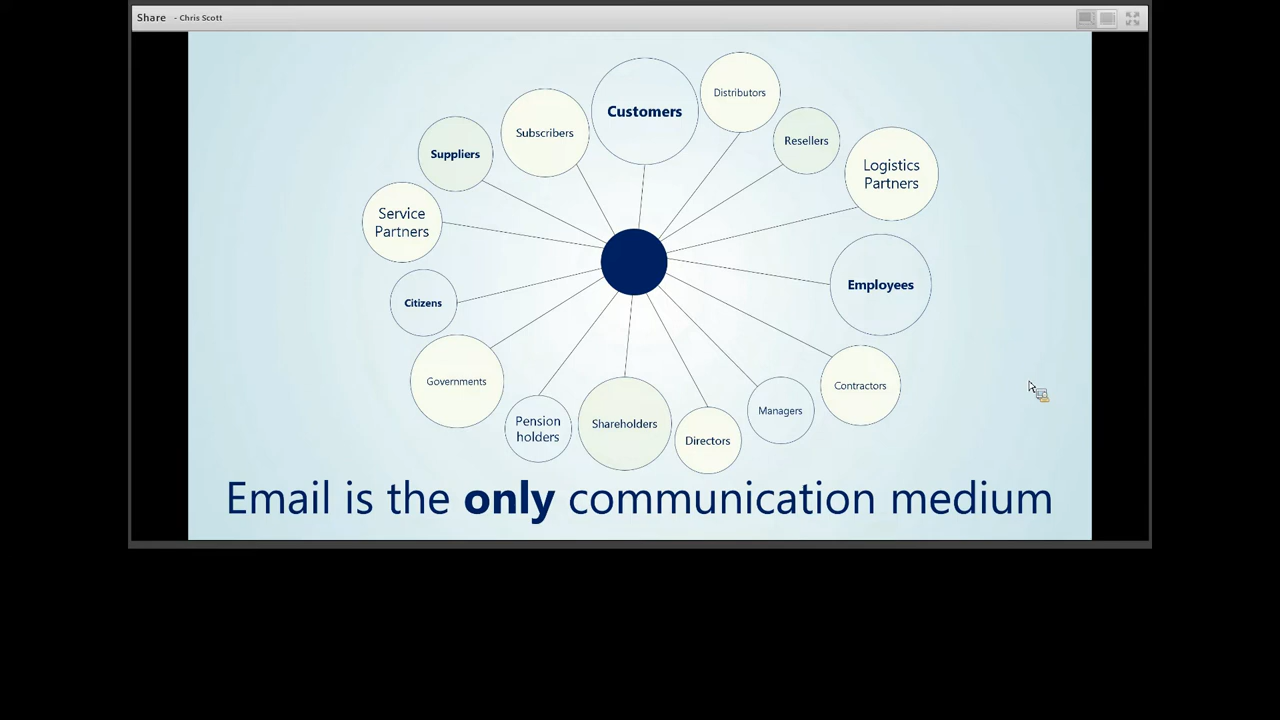 Share - Chris Scott
Customers
Distributors
Subscribers
Resellers
Suppliers
Logistics
Partners
Service
Partners
Employees
Citizens
Governments
Contractors
Pension
holders
Shareholders
Directors
Managers
Email is the only communication medium